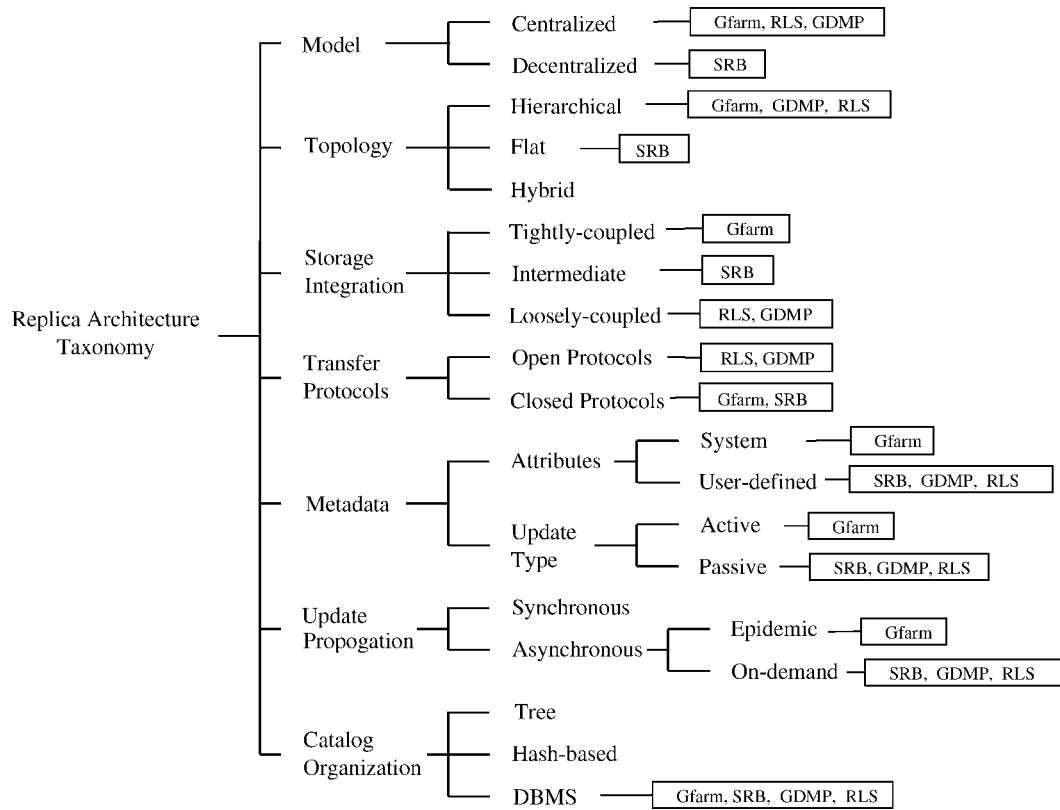 Replica Architecture
Taxonomy
Model
Centralized
Gfarm, RLS, GDMP
Decentralized
SRB
Topology
Hierarchical
Gfarm, GDMP, RLS
Flat
SRB
Hybrid
Storage
Integration
Tightly-coupled
Gfarm
Intermediate
SRB
Loosely-coupled
RLS, GDMP
Transfer
Protocols
Open Protocols
RLS, GDMP
Closed Protocols
Gfarm, SRB
Metadata
Attributes
System
Gfarm
User-defined
SRB, GDMP, RLS
Update
Type
Active
Gfarm
Passive
SRB, GDMP, RLS
Update
Propogation
Synchronous
Asynchronous
Epidemic
Gfarm
On-demand
SRB, GDMP, RLS
Catalog
Organization
Tree
Hash-based
DBMS
Gfarm, SRB, GDMP, RLS